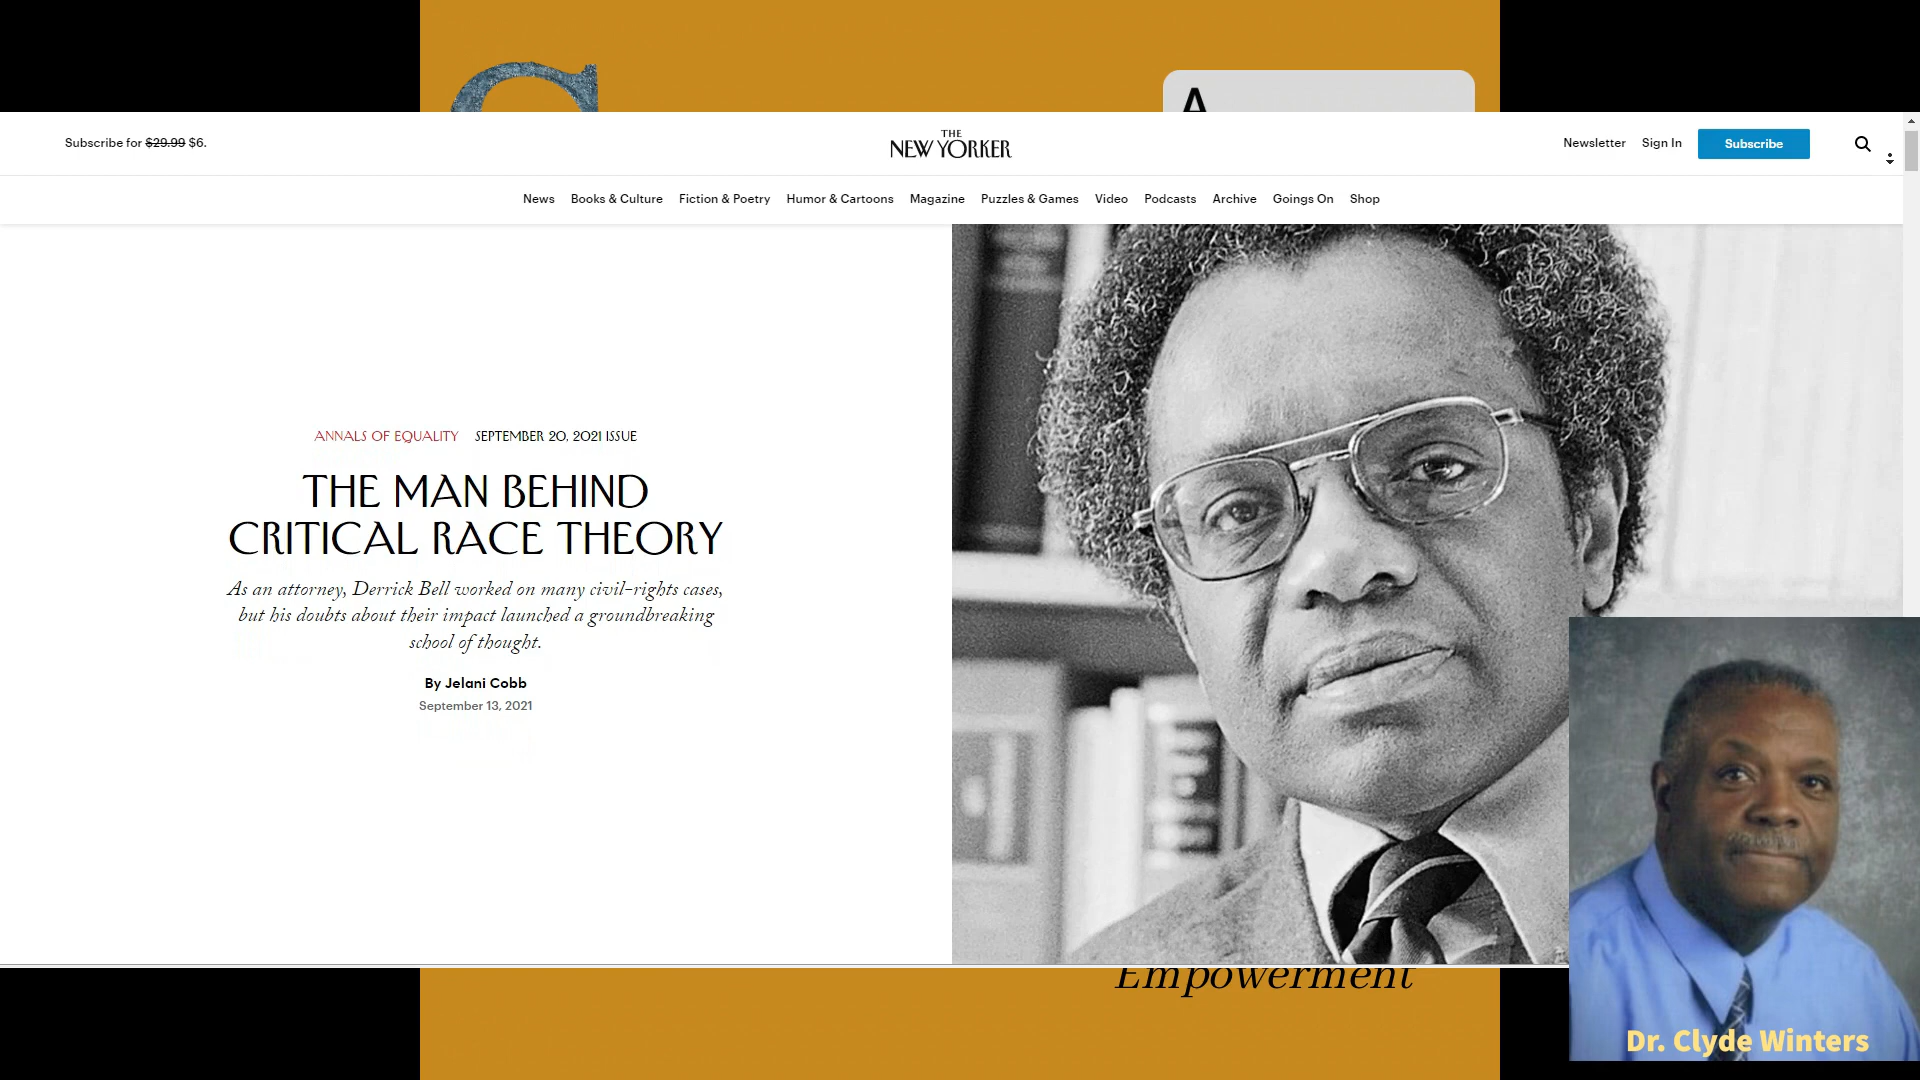 C
A
Subscribe for $29.99 $6.
THE
NEW YORKER
Newsletter Sign In Subscribe
News Books & Culture Fiction & Poetry Humor & Cartoons Magazine Puzzles & Games Video Podcasts Archive Goings On Shop
ANNALS OF EQUALITY SEPTEMBER 20, 2021 ISSUE
THE MAN BEHIND
CRITICAL RACE THEORY
As an attorney, Derrick Bell worked on many civil-rights cases,
but his doubts about their impact launched a groundbreaking
school of thought.
By Jelani Cobb
September 13, 2021
Empowerment
Dr. Clyde Winters